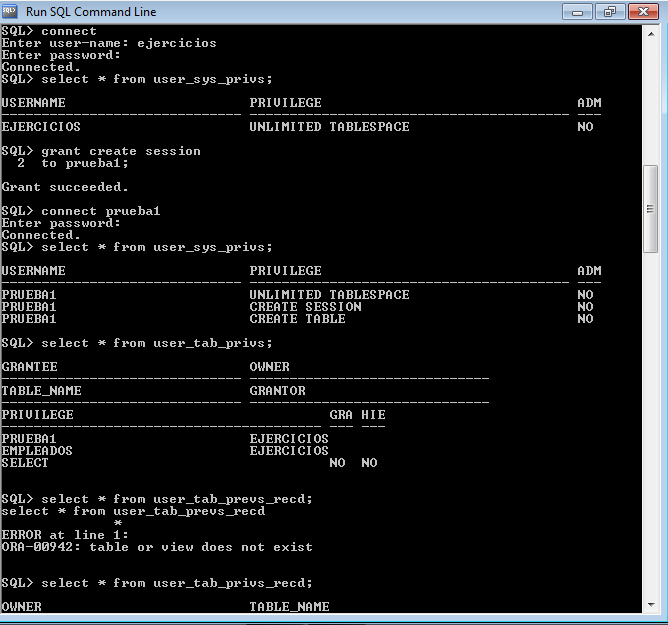 Run SQL Command Line
SQL> connect
Enter user-name: ejercicios
Enter password:
Connected.
SQL> select * from user_sys_privs;
USERNAME PRIVILEGE ADM
------------------------------ ---------------------------------------- ---
EJERCICIOS UNLIMITED TABLESPACE NO
SQL> grant create session
2 to prueba1;
Grant succeeded.
SQL> connect prueba1
Enter password:
Connected.
SQL> select * from user_sys_privs;
USERNAME PRIVILEGE ADM
------------------------------ ---------------------------------------- ---
PRUEBA1 UNLIMITED TABLESPACE NO
PRUEBA1 CREATE SESSION NO
PRUEBA1 CREATE TABLE NO
SQL> select * from user_tab_privs;
GRANTEE OWNER
------------------------------ ------------------------------
TABLE_NAME GRANTOR
------------------------------ ------------------------------
PRIVILEGE GRA HIE
---------------------------------------- --- ---
PRUEBA1 EJERCICIOS
EMPLEADOS EJERCICIOS
SELECT NO NO
SQL> select * from user_tab_prevs_recd;
select * from user_tab_prevs_recd
*
ERROR at line 1:
ORA-00942: table or view does not exist
SQL> select * from user_tab_privs_recd;
OWNER TABLE_NAME